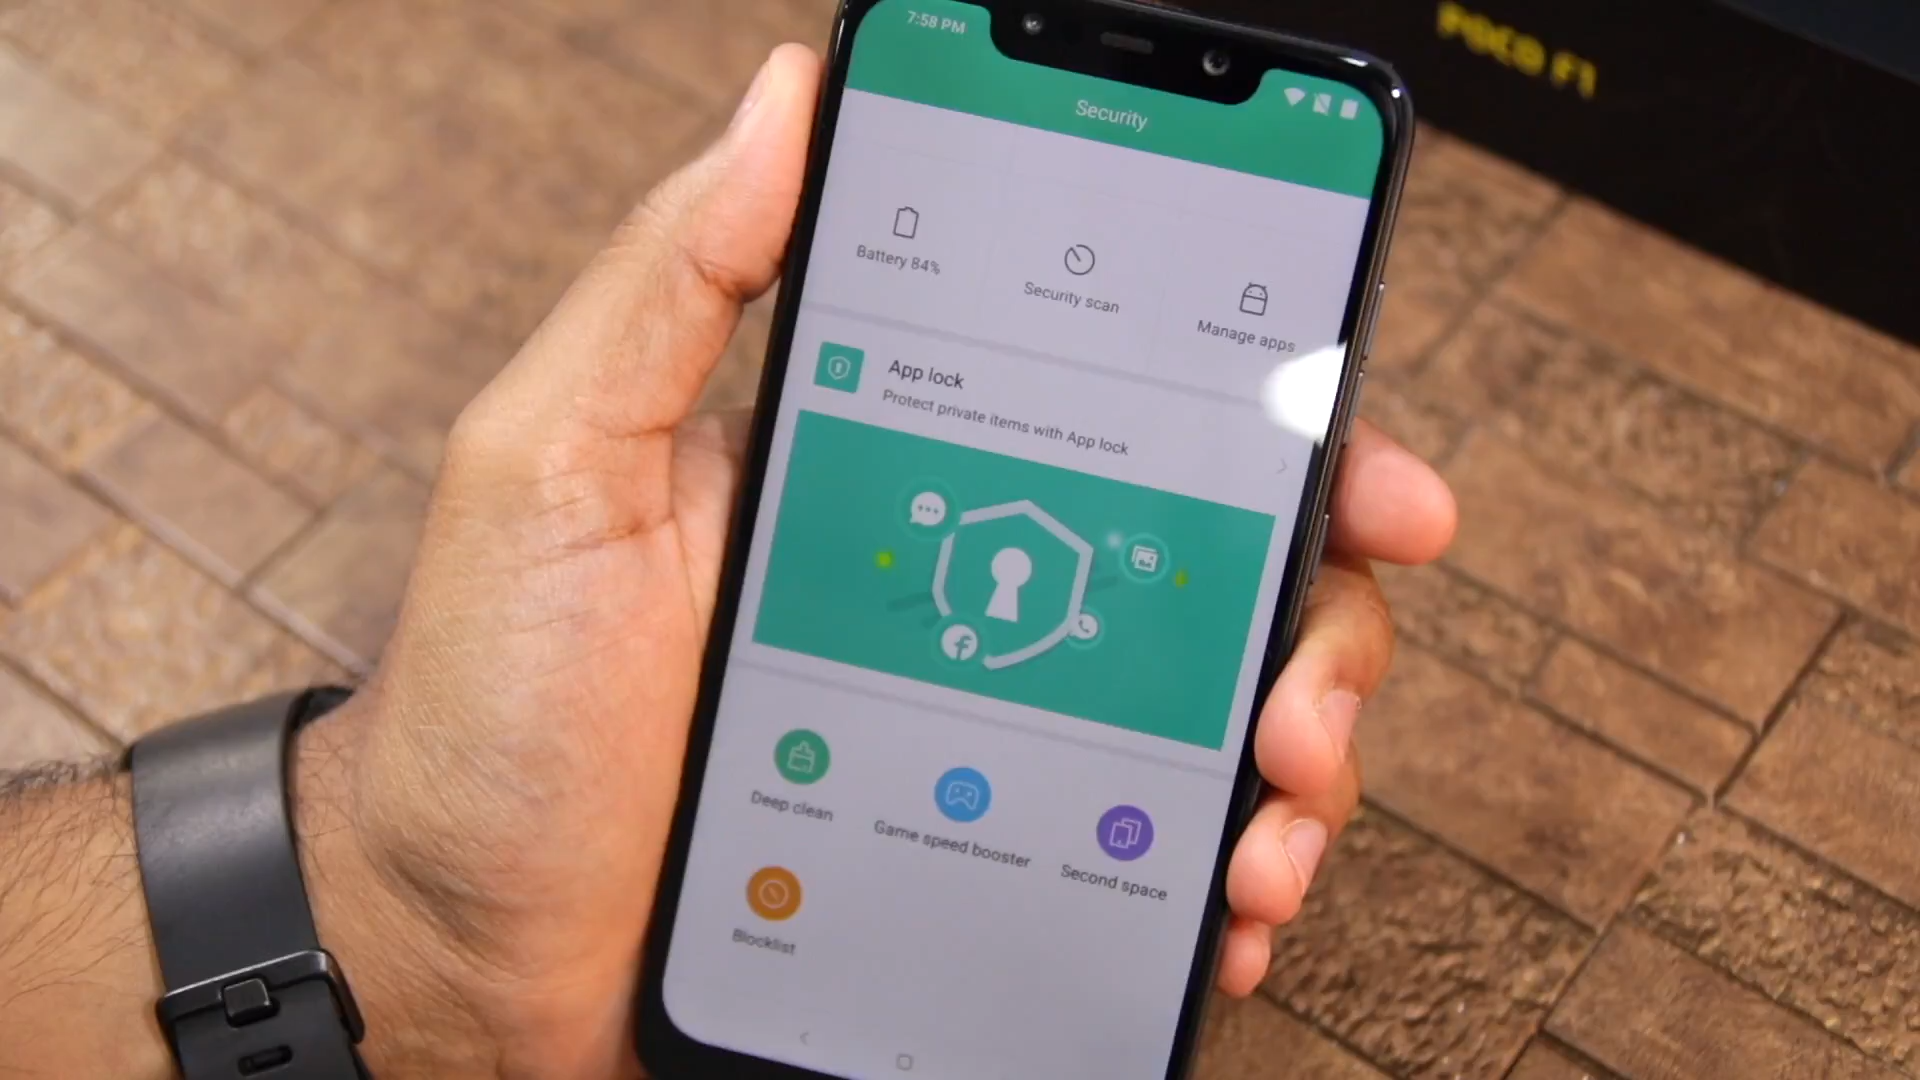 7:58 PM
POCO F1
Security
Battery 84%
Security scan
Manage apps
App lock
Protect private items with App lock
Deep clean
Game speed booster
Second space
Blocklist